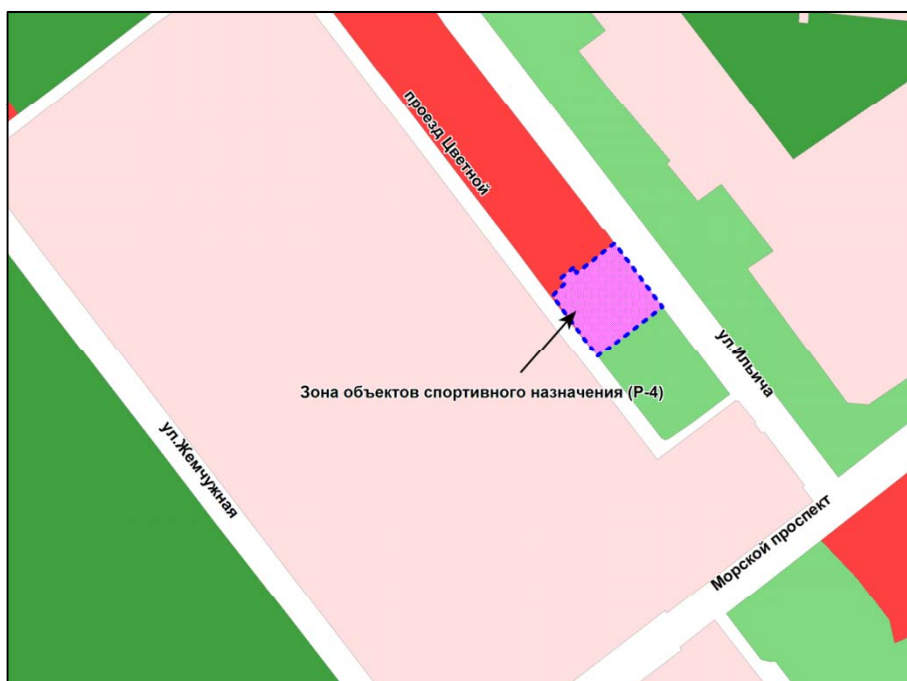 проезд Цветной
ул.Ильича
Зона объектов спортивного назначения (Р-4)
ул.Жемчужная
Морской проспект